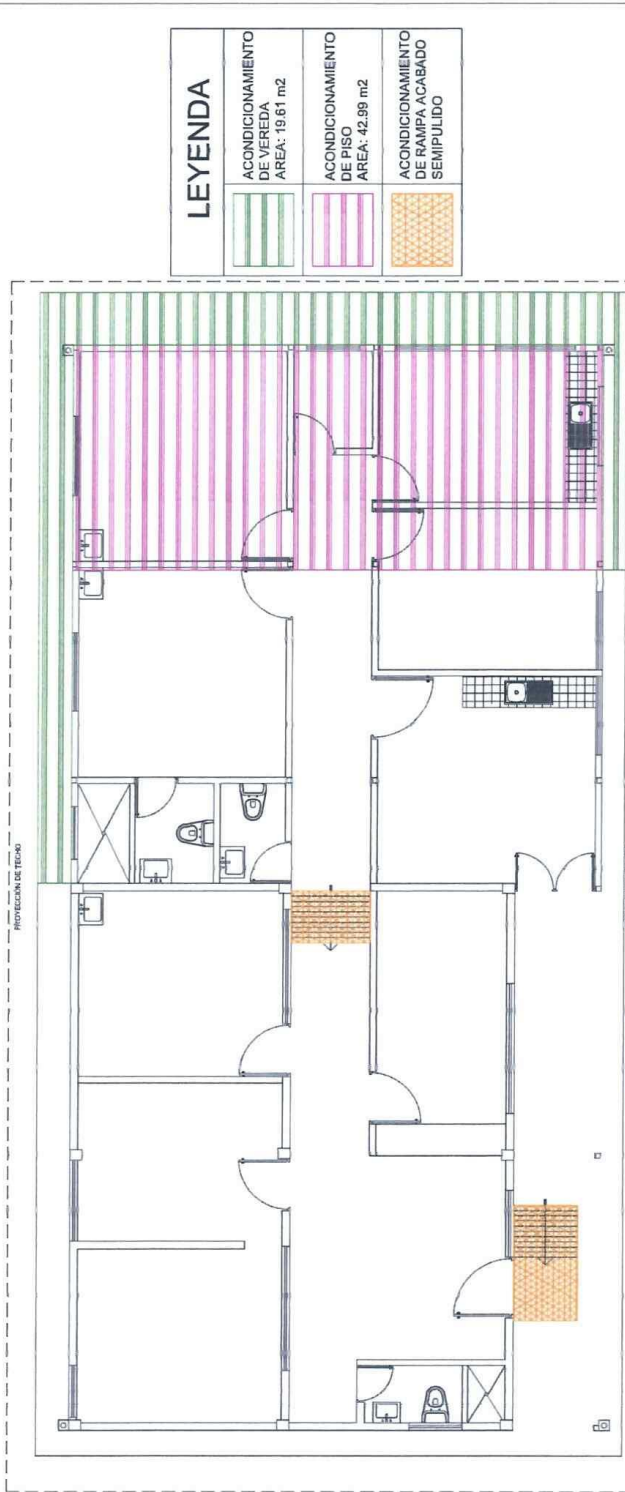 LEYENDA
ACONDICIONAMIENTO
DE VEREDA
AREA: 19.61 m2
ACONDICIONAMIENTO
DE PISO
AREA: 42.99 m2
ACONDICIONAMIENTO
DE RAMPA ACABADO
SEMIPULIDO
PROYECCIÓN DE TECHO